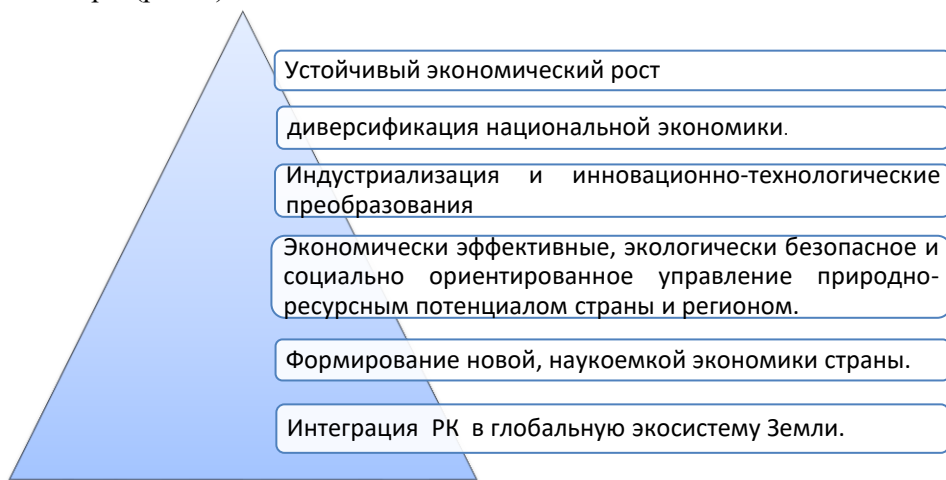 Устойчивый экономический рост
диверсификация национальной экономики.
Индустриализация и инновационно-технологические
преобразования
Экономически эффективные, экологически безопасное и
социально ориентированное управление природно-
ресурсным потенциалом страны и регионом.
Формирование новой, наукоемкой экономики страны.
Интеграция РК в глобальную экосистему Земли.